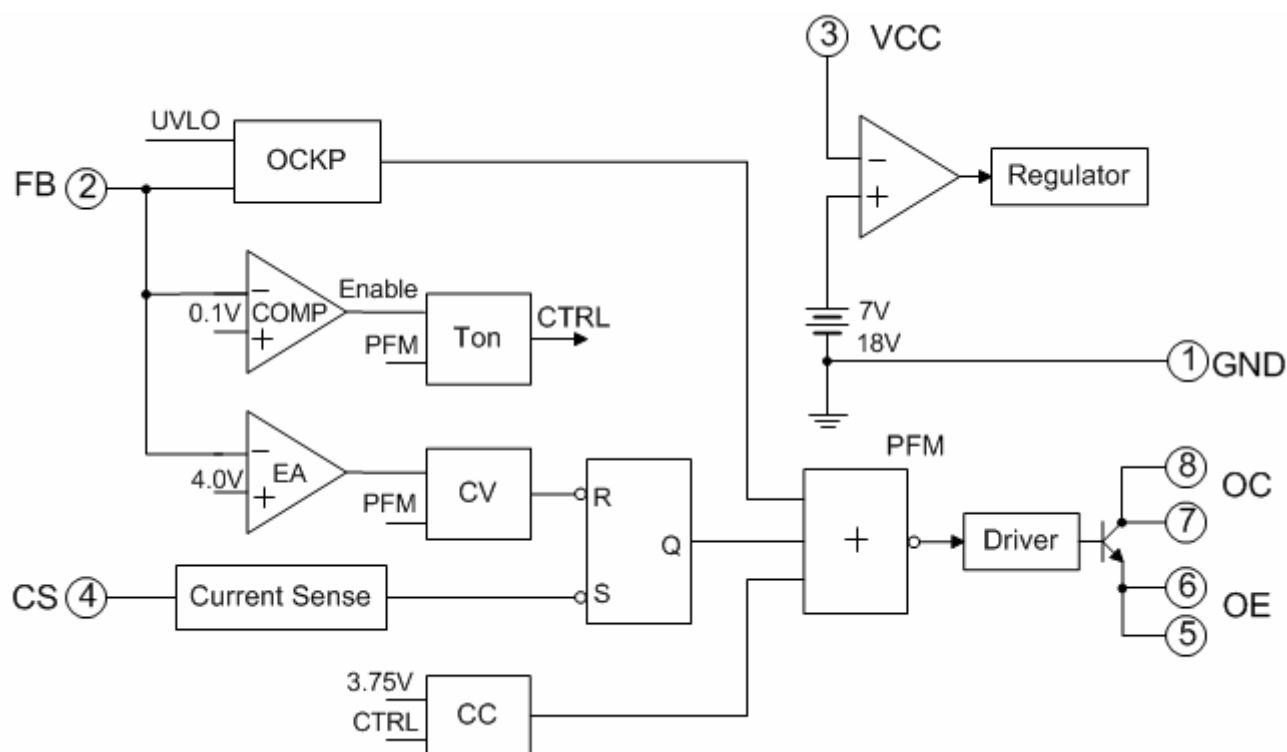 3 VCC
UVLO
OCKP
FB 2
−
+
Regulator
0.1V
−
COMP
+
Enable
PFM
Ton
CTRL
7V
18V
1 GND
4.0V
−
EA
+
PFM
CV
R
Q
S
PFM
+
Driver
8 OC
7
6 OE
5
CS 4
Current Sense
3.75V
CTRL
CC